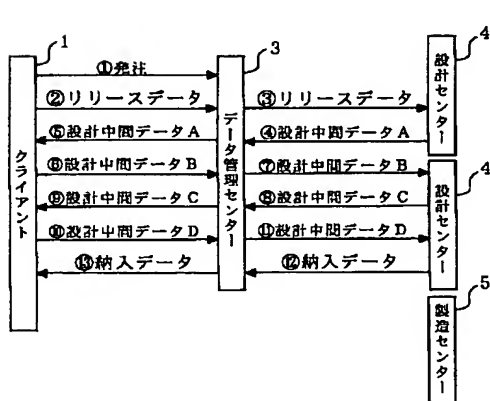 1
3
4
①発注
②リリースデータ
③リリースデータ
⑤設計中間データA
④設計中間データA
⑥設計中間データB
⑦設計中間データB
⑨設計中間データC
⑧設計中間データC
⑩設計中間データD
⑪設計中間データD
⑬納入データ
⑫納入データ
クライアント
データ管理センター
設計センター
4
設計センター
5
製造センター